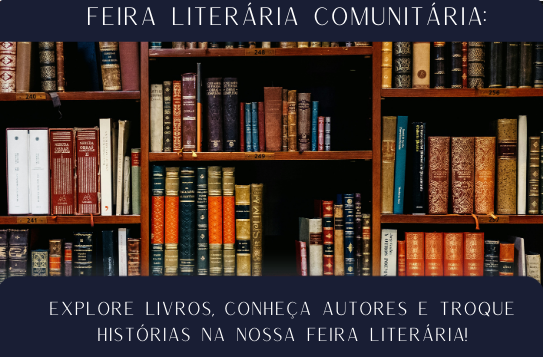 FEIRA LITERÁRIA COMUNITÁRIA:
EXPLORE LIVROS, CONHEÇA AUTORES E TROQUE
HISTÓRIAS NA NOSSA FEIRA LITERÁRIA!